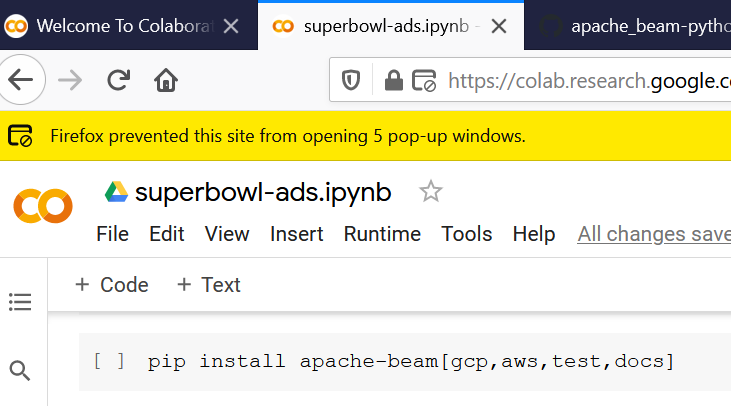 Welcome To Colaborat
superbowl-ads.ipynb -
apache_beam-pytho
https://colab.research.google.c
Firefox prevented this site from opening 5 pop-up windows.
superbowl-ads.ipynb
File Edit View Insert Runtime Tools Help All changes save
+ Code + Text
[ ] pip install apache-beam[gcp,aws,test,docs]